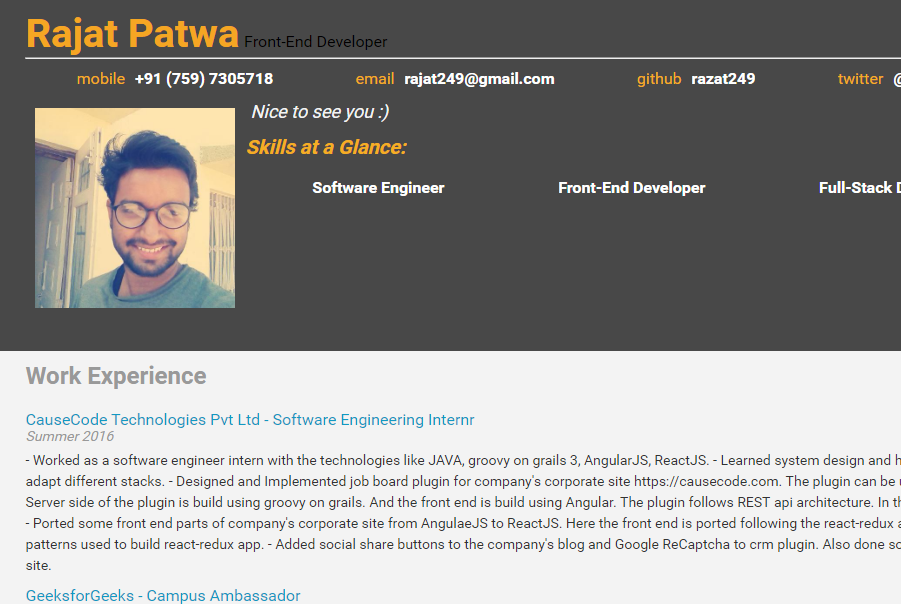 Rajat Patwa Front-End Developer
mobile +91 (759) 7305718 email rajat249@gmail.com github razat249 twitter
Nice to see you :)
Skills at a Glance:
Software Engineer Front-End Developer Full-Stack
Work Experience
CauseCode Technologies Pvt Ltd - Software Engineering Internr
Summer 2016
- Worked as a software engineer intern with the technologies like JAVA, groovy on grails 3, AngularJS, ReactJS. - Learned system design and
adapt different stacks. - Designed and Implemented job board plugin for company's corporate site https://causecode.com. The plugin can be
Server side of the plugin is build using groovy on grails. And the front end is build using Angular. The plugin follows REST api architecture. In
- Ported some front end parts of company's corporate site from AngulaeJS to ReactJS. Here the front end is ported following the react-redux
patterns used to build react-redux app. - Added social share buttons to the company's blog and Google ReCaptcha to crm plugin. Also done
site.
GeeksforGeeks - Campus Ambassador